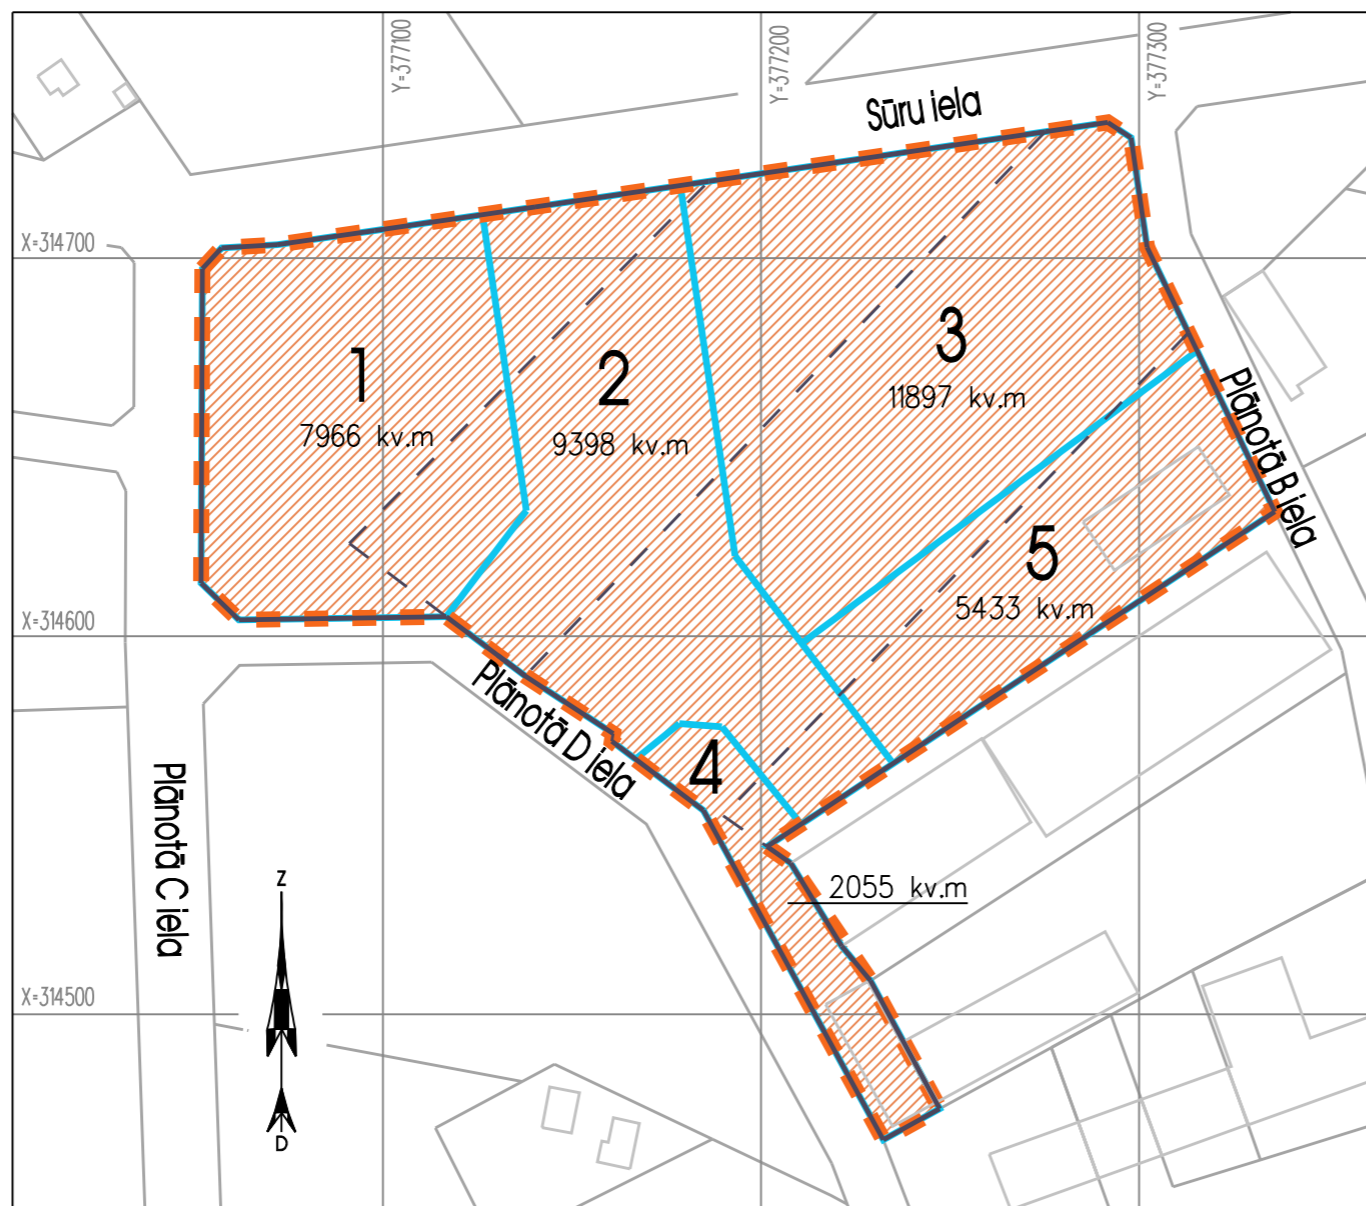 Y=377100
Y=377200
Y=377300
Sūru iela
X=314700
1
7966 kv.m
2
9398 kv.m
3
11897 kv.m
Plānotā B iela
5
5433 kv.m
X=314600
Plānotā D iela
4
Plānotā C iela
2055 kv.m
Z
X=314500
D